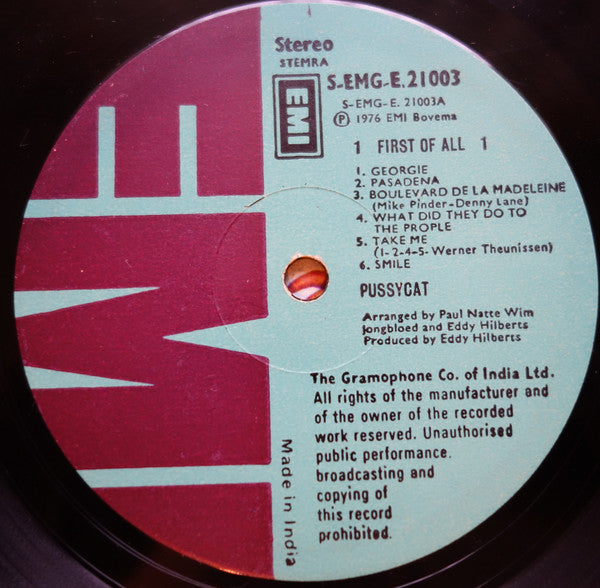 Stereo
STEMRA
EMI
S-EMG-E.21003
S-EMG-E. 21003A
Ⓟ 1976 EMI Bovema
1 FIRST OF ALL 1
1. GEORGIE
2. PASADENA
3. BOULEVARD DE LA MADELEINE
(Mike Pinder-Denny Lane)
4. WHAT DID THEY DO TO
THE PROPLE
5. TAKE ME
(1-2-4-5- Werner Theunissen)
6. SMILE
PUSSYCAT
Arranged by Paul Natte Wim
Jongbloed and Eddy Hilberts
Produced by Eddy Hilberts
The Gramophone Co. of India Ltd.
All rights of the manufacturer and
of the owner of the recorded
work reserved. Unauthorised
public performance.
broadcasting and
copying of
this record
prohibited.
Made in India
EMI